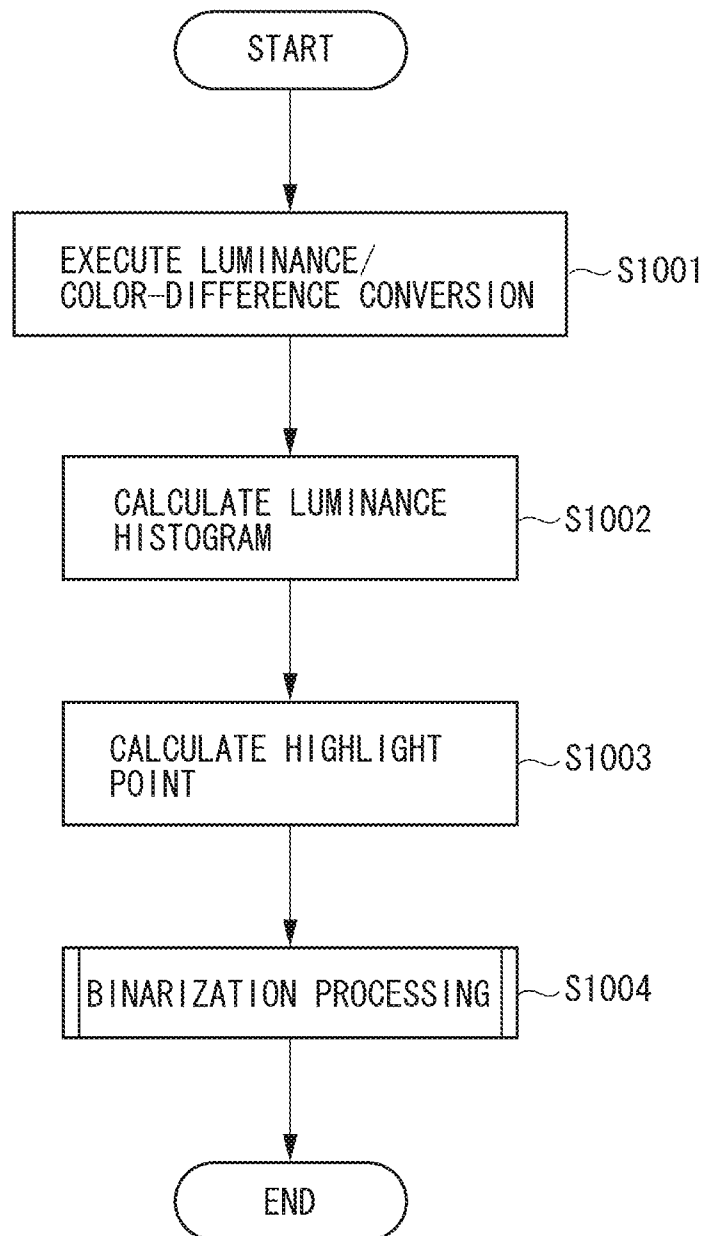 START
EXECUTE LUMINANCE/
COLOR-DIFFERENCE CONVERSION
S1001
CALCULATE LUMINANCE
HISTOGRAM
S1002
CALCULATE HIGHLIGHT
POINT
S1003
BINARIZATION PROCESSING
S1004
END